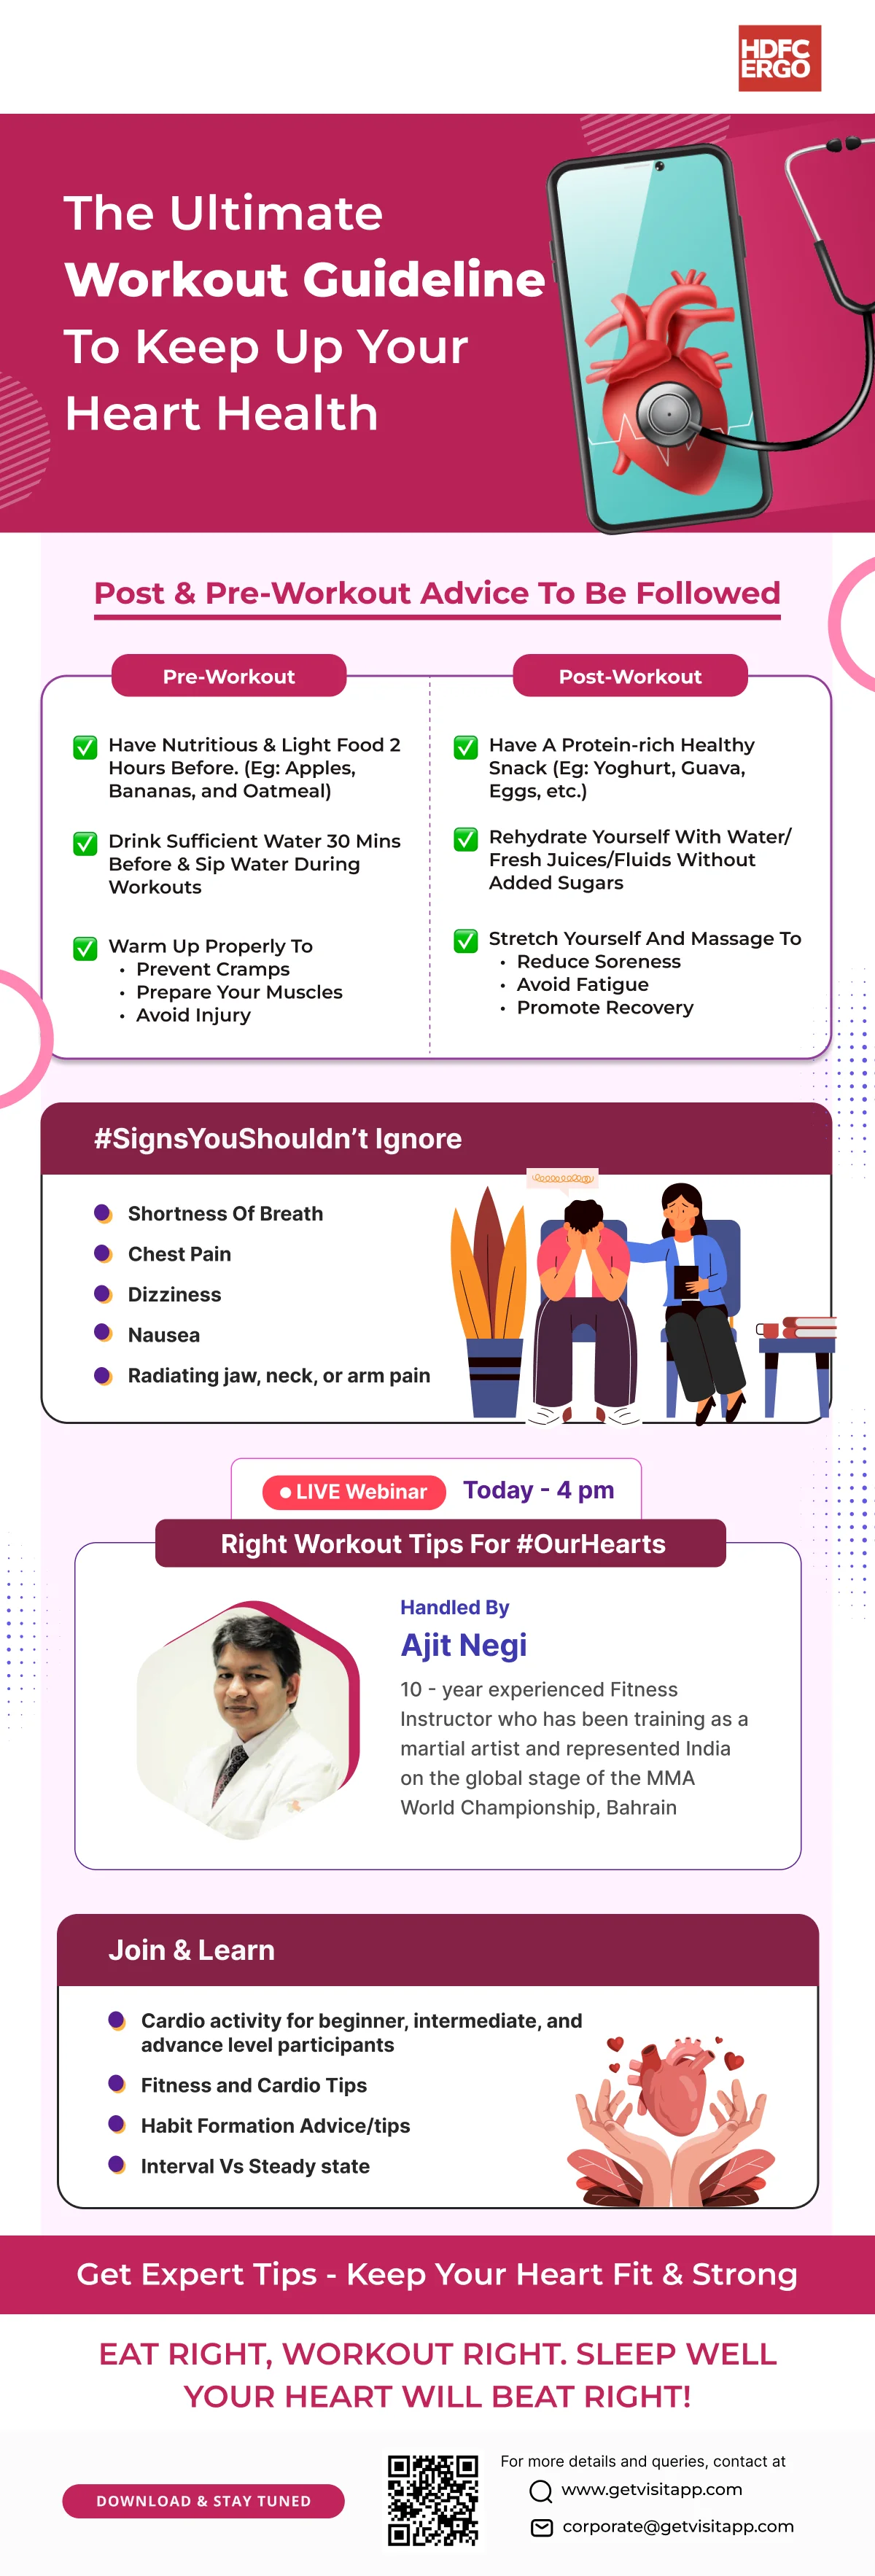 HDFC
ERGO
The Ultimate
Workout Guideline
To Keep Up Your
Heart Health
Post & Pre-Workout Advice To Be Followed
Pre-Workout
Have Nutritious & Light Food 2
Hours Before. (Eg: Apples,
Bananas, and Oatmeal)
Drink Sufficient Water 30 Mins
Before & Sip Water During
Workouts
Warm Up Properly To
• Prevent Cramps
• Prepare Your Muscles
• Avoid Injury
Post-Workout
Have A Protein-rich Healthy
Snack (Eg: Yoghurt, Guava,
Eggs, etc.)
Rehydrate Yourself With Water/
Fresh Juices/Fluids Without
Added Sugars
Stretch Yourself And Massage To
• Reduce Soreness
• Avoid Fatigue
• Promote Recovery
#SignsYouShouldn't Ignore
Shortness Of Breath
Chest Pain
Dizziness
Nausea
Radiating jaw, neck, or arm pain
LIVE Webinar Today - 4 pm
Right Workout Tips For #OurHearts
Handled By
Ajit Negi
10 - year experienced Fitness
Instructor who has been training as a
martial artist and represented India
on the global stage of the MMA
World Championship, Bahrain
Join & Learn
Cardio activity for beginner, intermediate, and
advance level participants
Fitness and Cardio Tips
Habit Formation Advice/tips
Interval Vs Steady state
Get Expert Tips - Keep Your Heart Fit & Strong
EAT RIGHT, WORKOUT RIGHT. SLEEP WELL
YOUR HEART WILL BEAT RIGHT!
DOWNLOAD & STAY TUNED
For more details and queries, contact at
www.getvisitapp.com
corporate@getvisitapp.com